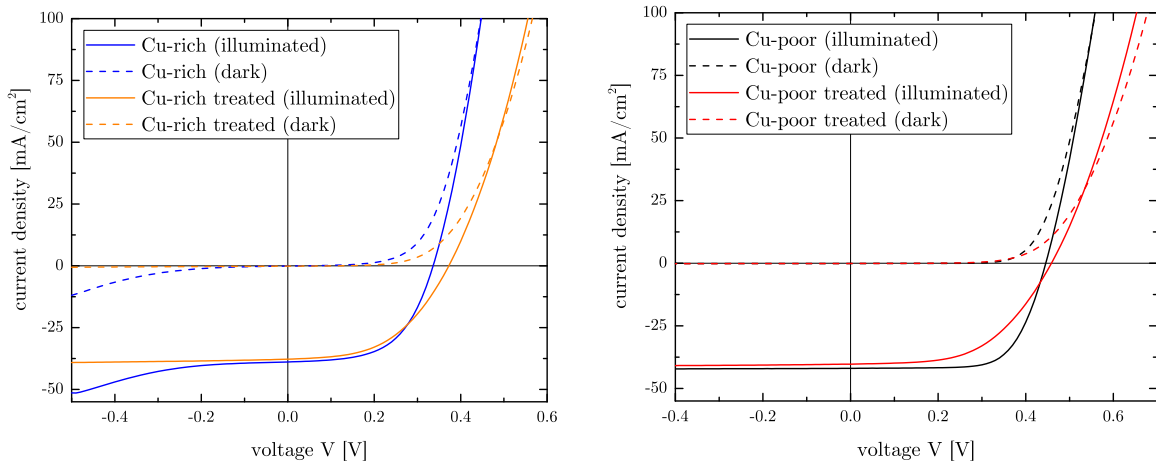 100
75
50
25
0
-25
-50
-0.4
-0.2
0.0
0.2
0.4
0.6
current density [mA/cm²]
voltage V [V]
Cu-rich (illuminated)
Cu-rich (dark)
Cu-rich treated (illuminated)
Cu-rich treated (dark)
100
75
50
25
0
-25
-50
-0.4
-0.2
0.0
0.2
0.4
0.6
current density [mA/cm²]
voltage V [V]
Cu-poor (illuminated)
Cu-poor (dark)
Cu-poor treated (illuminated)
Cu-poor treated (dark)